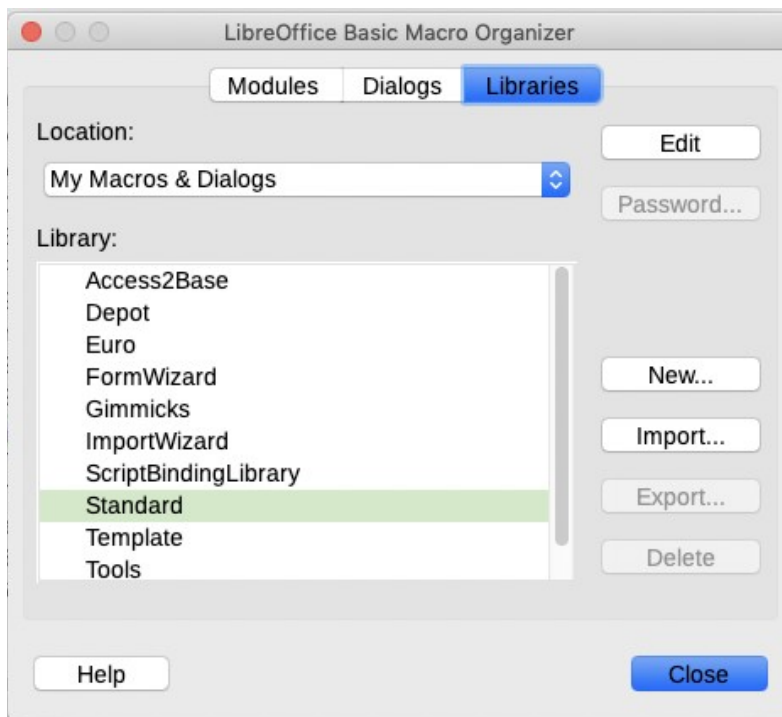 LibreOffice Basic Macro Organizer
Modules Dialogs Libraries
Location:
My Macros & Dialogs
Edit
Password...
Library:
Access2Base
Depot
Euro
FormWizard
Gimmicks
ImportWizard
ScriptBindingLibrary
Standard
Template
Tools
New...
Import...
Export...
Delete
Help
Close